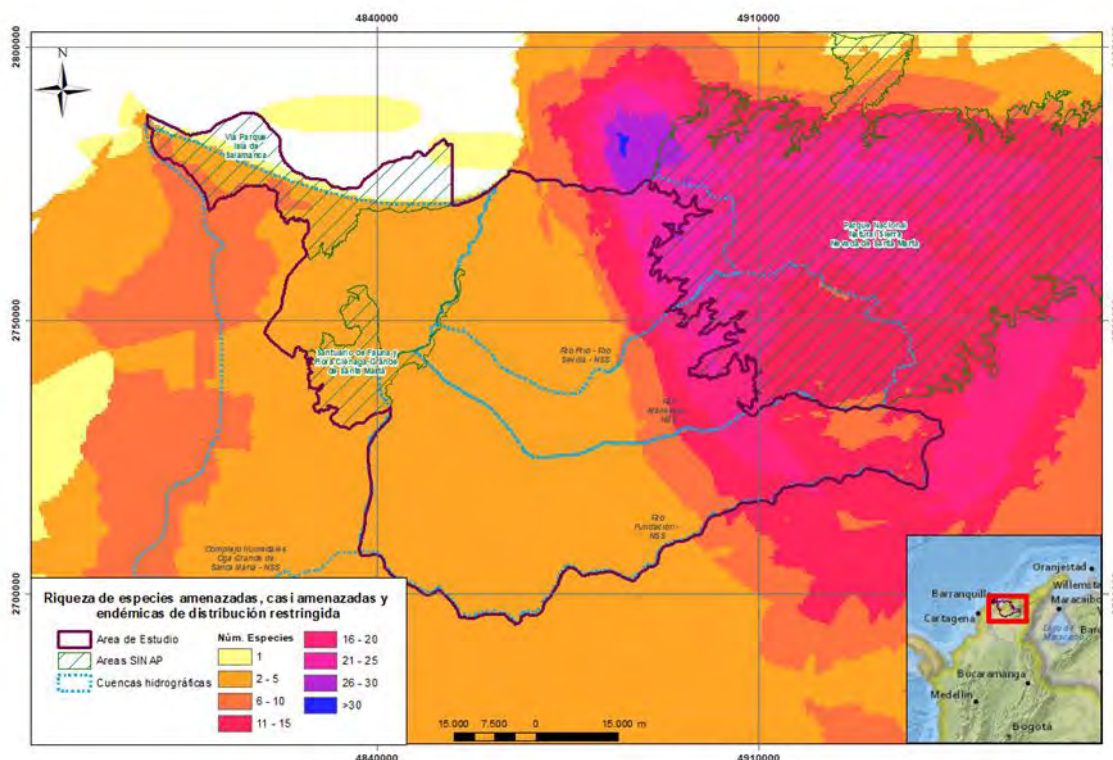 4840000
4910000
2800000
N
Vía Parque
Isla de
Salamanca
Parque Nacional
Natural Sierra
Nevada de Santa Marta
2750000
Santuario de Fauna y
Flora Ciénaga Grande
de Santa Marta
Río Frío - Río
Sevilla - NSS
NSS
Río
Fundación -
NSS
Complejo Humedales
Cga Grande de
Santa Marta - NSS
2700000
Riqueza de especies amenazadas, casi amenazadas y
endémicas de distribución restringida
Area de Estudio
Areas SINAP
Cuencas hidrográficas
Núm. Especies
1
2 - 5
6 - 10
11 - 15
16 - 20
21 - 25
26 - 30
>30
15.000 7.500 0 15.000 m
Oranjestad
Willemsta
Barranquilla
Maracaibo
Cartagena
Lago de
Maracaibo
Bar
Bucaramanga
Medellín
Bogotá
4840000
4910000